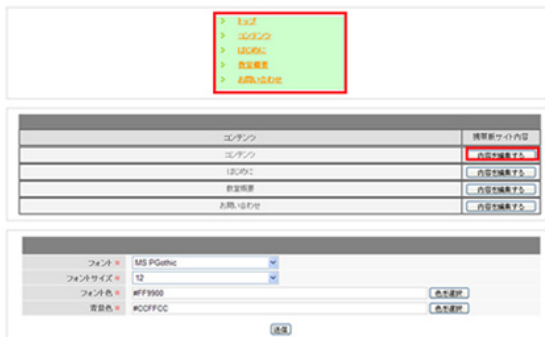 > トップ
> コンテンツ
> はじめに
> 教室概要
> お問い合わせ
コンテンツ 携帯版サイト内容
コンテンツ 内容を編集する
はじめに 内容を編集する
教室概要 内容を編集する
お問い合わせ 内容を編集する
フォント ※ MS PGothic
フォントサイズ ※ 12
フォント色 ※ #FF9900 色を選択
背景色 ※ #CCFFCC 色を選択
送信